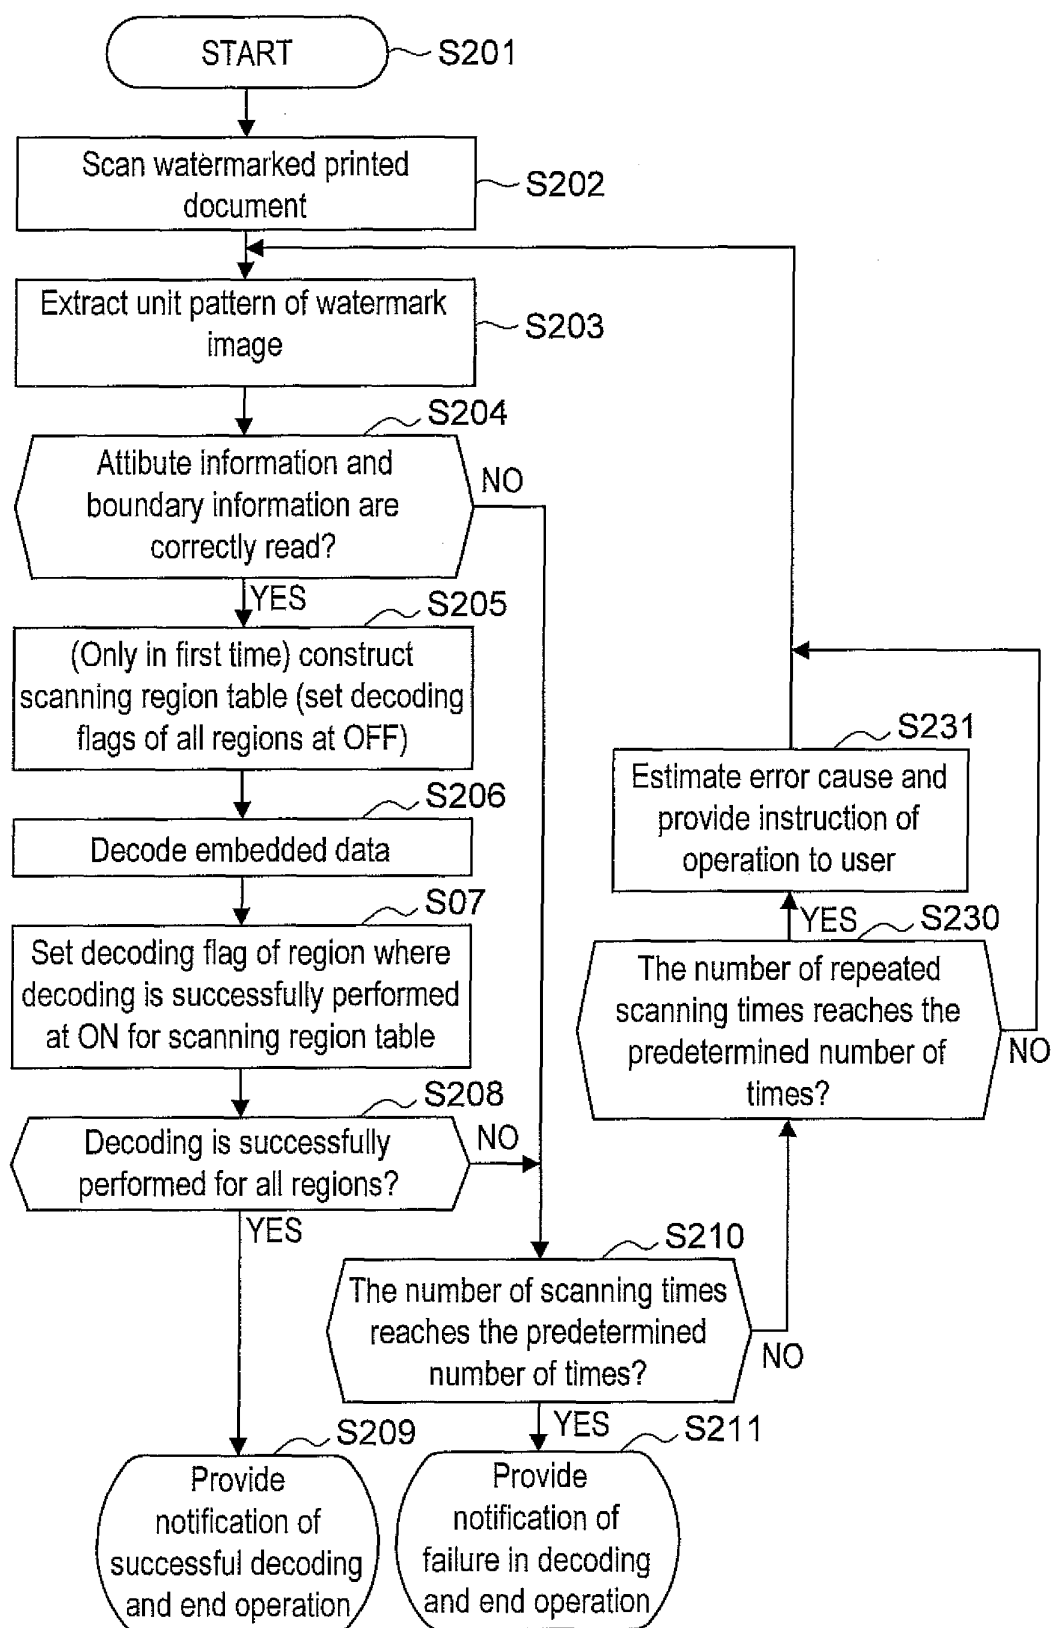 START
S201
Scan watermarked printed
document
S202
Extract unit pattern of watermark
image
S203
S204
Attibute information and
boundary information are
correctly read?
NO
YES
S205
(Only in first time) construct
scanning region table (set decoding
flags of all regions at OFF)
S206
Decode embedded data
S07
Set decoding flag of region where
decoding is successfully performed
at ON for scanning region table
S208
Decoding is successfully
performed for all regions?
NO
YES
S231
Estimate error cause and
provide instruction of
operation to user
YES
S230
The number of repeated
scanning times reaches the
predetermined number of
times?
NO
S210
The number of scanning times
reaches the predetermined
number of times?
NO
YES
S209
Provide
notification of
successful decoding
and end operation
S211
Provide
notification of
failure in decoding
and end operation